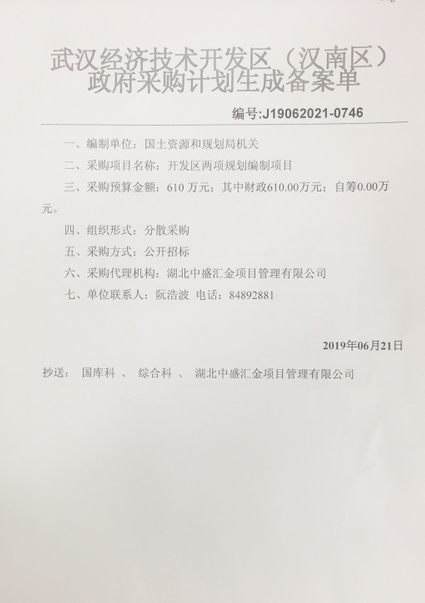 武汉经济技术开发区（汉南区）
政府采购计划生成备案单
编号:J19062021-0746
一、编制单位：国土资源和规划局机关
二、采购项目名称：开发区两项规划编制项目
三、采购预算金额：610 万元；其中财政610.00万元；自筹0.00万
元。
四、组织形式：分散采购
五、采购方式：公开招标
六、采购代理机构：湖北中盛汇金项目管理有限公司
七、单位联系人：阮浩波 电话：84892881
2019年06月21日
抄送： 国库科 、 综合科 、 湖北中盛汇金项目管理有限公司